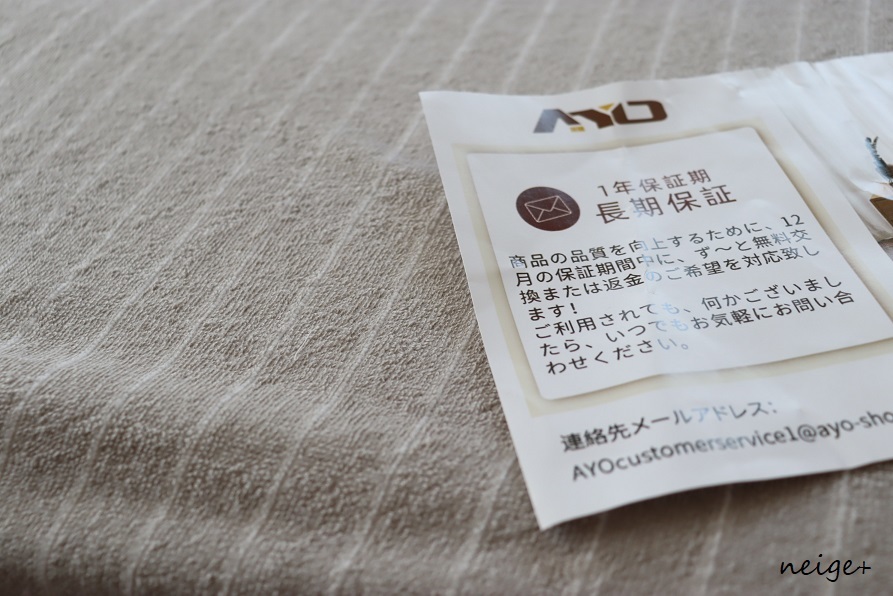 AYO
1年保証期
長期保証
商品の品質を向上するために、12
月の保証期間中に、ず～と無料交
換または返金のご希望を対応致し
ます!
ご利用されても、何かございまし
たら、いつでもお気軽にお問い合
わせください。
連絡先メールアドレス:
AYOcustomerservice1@ayo-sho
neige+